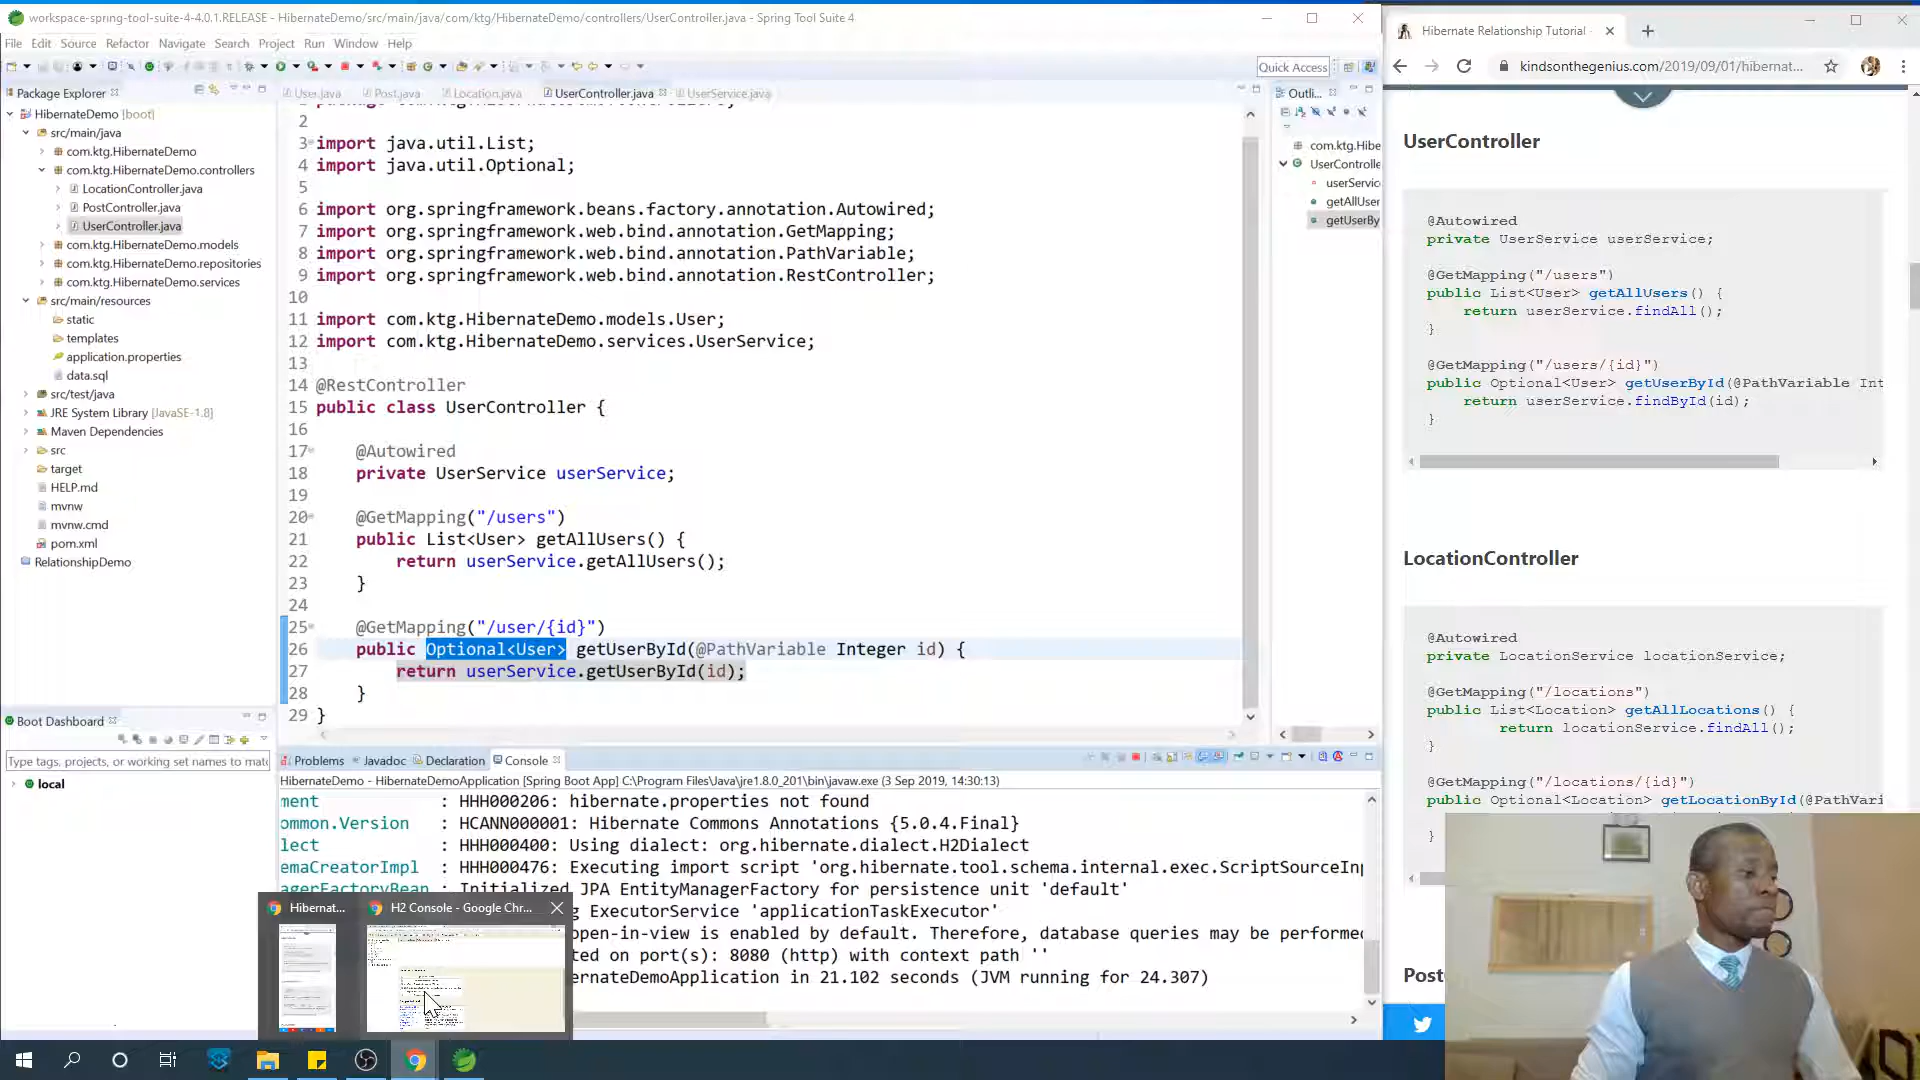 workspace-spring-tool-suite-4-4.0.1.RELEASE - HibernateDemo/src/main/java/com/ktg/HibernateDemo/controllers/UserController.java - Spring Tool Suite 4
File Edit Source Refactor Navigate Search Project Run Window Help
Quick Access
Package Explorer
HibernateDemo [boot]
src/main/java
com.ktg.HibernateDemo
com.ktg.HibernateDemo.controllers
LocationController.java
PostController.java
UserController.java
com.ktg.HibernateDemo.models
com.ktg.HibernateDemo.repositories
com.ktg.HibernateDemo.services
src/main/resources
static
templates
application.properties
data.sql
src/test/java
JRE System Library [JavaSE-1.8]
Maven Dependencies
src
target
HELP.md
mvnw
mvnw.cmd
pom.xml
RelationshipDemo
Boot Dashboard
Type tags, projects, or working set names to mat
local
User.java Post.java Location.java UserController.java UserService.java
2
3 import java.util.List;
4 import java.util.Optional;
5
6 import org.springframework.beans.factory.annotation.Autowired;
7 import org.springframework.web.bind.annotation.GetMapping;
8 import org.springframework.web.bind.annotation.PathVariable;
9 import org.springframework.web.bind.annotation.RestController;
10
11 import com.ktg.HibernateDemo.models.User;
12 import com.ktg.HibernateDemo.services.UserService;
13
14 @RestController
15 public class UserController {
16
17 @Autowired
18 private UserService userService;
19
20 @GetMapping("/users")
21 public List<User> getAllUsers() {
22 return userService.getAllUsers();
23 }
24
25 @GetMapping("/user/{id}")
26 public Optional<User> getUserById(@PathVariable Integer id) {
27 return userService.getUserById(id);
28 }
29 }
Outli...
com.ktg.Hibe
UserControlle
userServic
getAllUser
getUserBy
Problems Javadoc Declaration Console
HibernateDemo - HibernateDemoApplication [Spring Boot App] C:\Program Files\Java\jre1.8.0_201\bin\javaw.exe (3 Sep 2019, 14:30:13)
ment : HHH000206: hibernate.properties not found
ommon.Version : HCANN000001: Hibernate Commons Annotations {5.0.4.Final}
lect : HHH000400: Using dialect: org.hibernate.dialect.H2Dialect
emaCreatorImpl : HHH000476: Executing import script 'org.hibernate.tool.schema.internal.exec.ScriptSourceInp
agerFactoryBean : Initialized JPA EntityManagerFactory for persistence unit 'default'
g ExecutorService 'applicationTaskExecutor'
open-in-view is enabled by default. Therefore, database queries may be performed
ted on port(s): 8080 (http) with context path ''
ernateDemoApplication in 21.102 seconds (JVM running for 24.307)
Hibernat...
H2 Console - Google Chr...
Hibernate Relationship Tutorial
kindsonthegenius.com/2019/09/01/hibernat...
UserController
@Autowired
private UserService userService;
@GetMapping("/users")
public List<User> getAllUsers() {
return userService.findAll();
}
@GetMapping("/users/{id}")
public Optional<User> getUserById(@PathVariable Int
return userService.findById(id);
}
LocationController
@Autowired
private LocationService locationService;
@GetMapping("/locations")
public List<Location> getAllLocations() {
return locationService.findAll();
}
@GetMapping("/locations/{id}")
public Optional<Location> getLocationById(@PathVari
}
Post